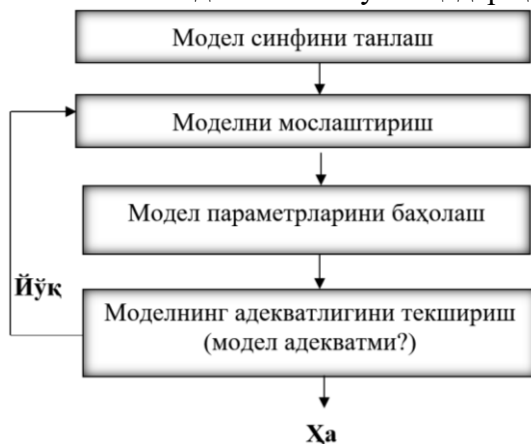 Модел синфини танлаш
Моделни мослаштириш
Модел параметрларини баҳолаш
Йўқ
Моделнинг адекватлигини текшириш
(модел адекватми?)
Ҳа